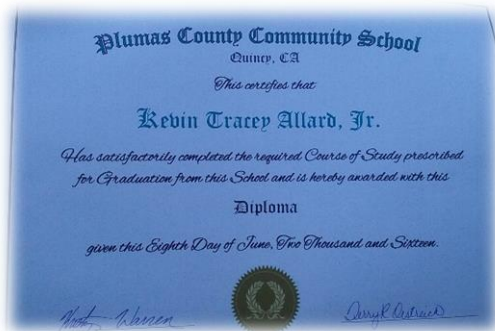 Plumas County Community School
Quincy, CA
This certifies that
Kevin Tracey Allard, Jr.
Has satisfactorily completed the required Course of Study prescribed
for Graduation from this School and is hereby awarded with this
Diploma
given this Eighth Day of June, Two Thousand and Sixteen.
Warren